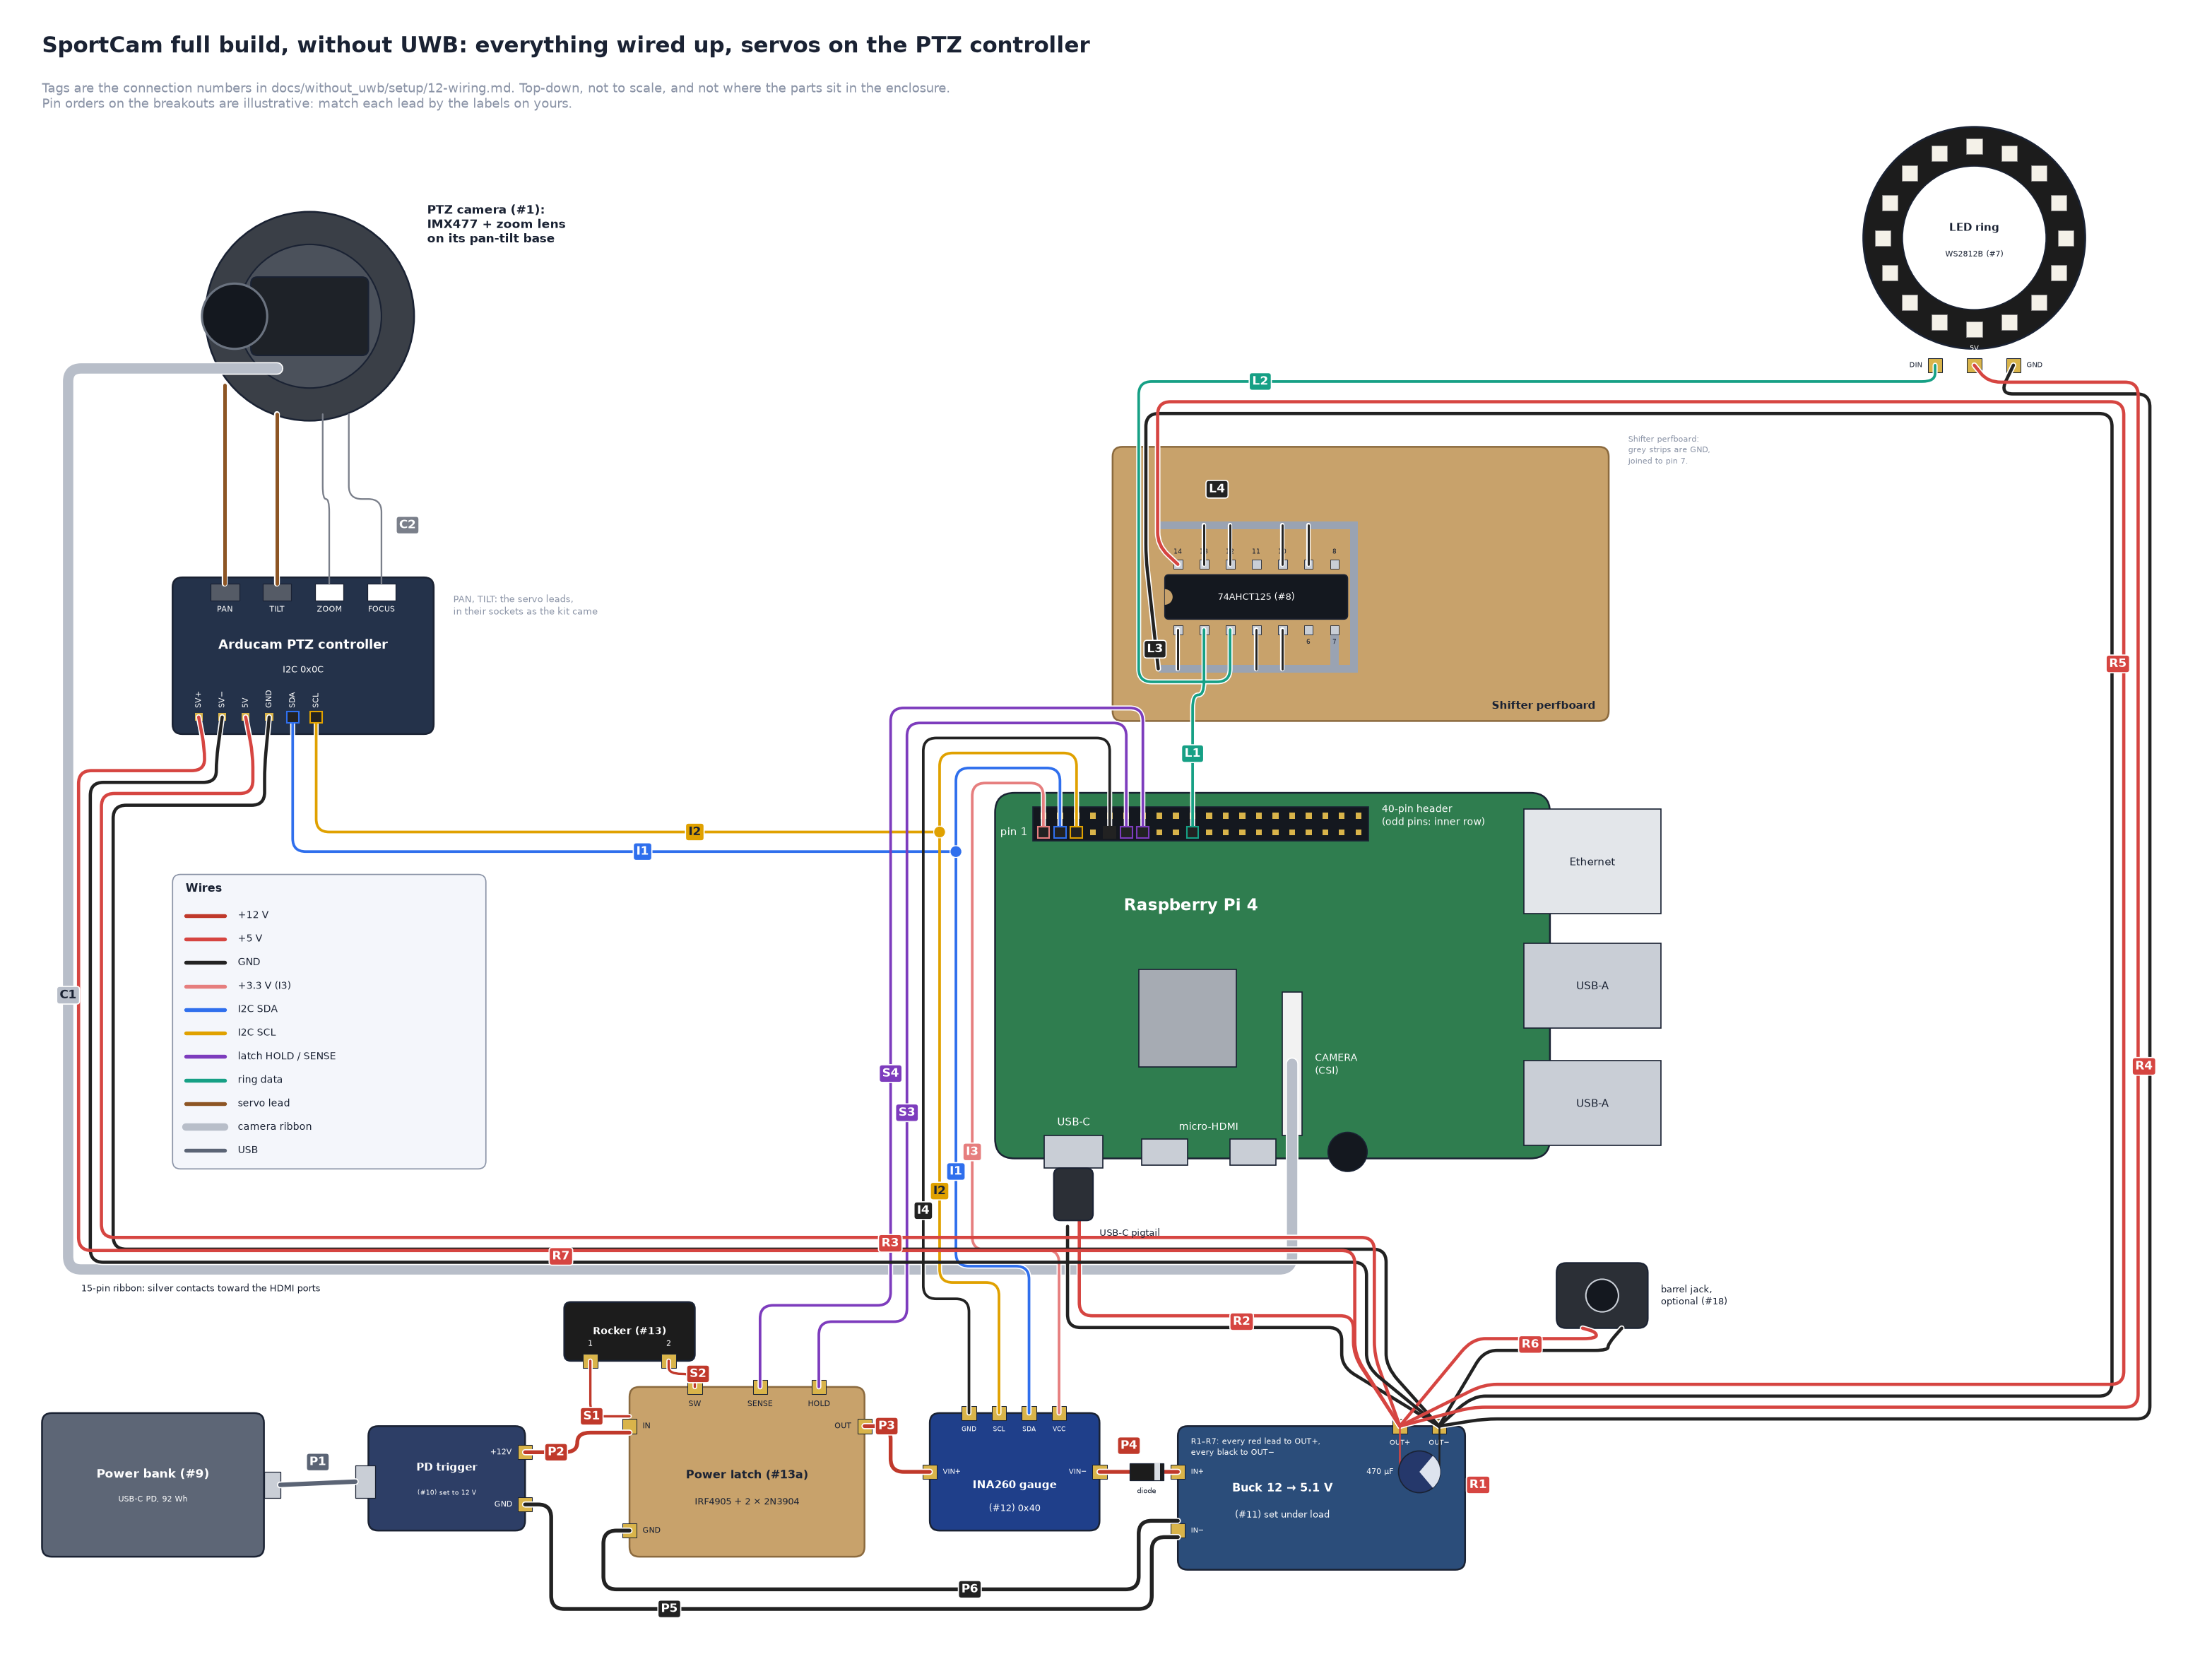 SportCam full build, without UWB: everything wired up, servos on the PTZ controller
Tags are the connection numbers in docs/without_uwb/setup/12-wiring.md. Top-down, not to scale, and not where the parts sit in the enclosure.
Pin orders on the breakouts are illustrative: match each lead by the labels on yours.
PTZ camera (#1):
IMX477 + zoom lens
on its pan-tilt base
LED ring
WS2812B (#7)
DIN
5V
GND
L2
Shifter perfboard:
grey strips are GND,
joined to pin 7.
L4
C2
14
11
8
74AHCT125 (#8)
6
7
L3
Shifter perfboard
R5
PAN
TILT
ZOOM
FOCUS
PAN, TILT: the servo leads,
in their sockets as the kit came
Arducam PTZ controller
I2C 0x0C
SV+
SV−
5V
GND
SDA
SCL
L1
I2
I1
pin 1
40-pin header
(odd pins: inner row)
Raspberry Pi 4
Ethernet
USB-A
USB-A
CAMERA
(CSI)
USB-C
micro-HDMI
USB-C pigtail
Wires
+12 V
+5 V
GND
+3.3 V (I3)
I2C SDA
I2C SCL
latch HOLD / SENSE
ring data
servo lead
camera ribbon
USB
C1
S4
S3
I3
I1
I2
I4
R4
R3
R7
15-pin ribbon: silver contacts toward the HDMI ports
R2
R6
barrel jack,
optional (#18)
Rocker (#13)
1
2
S2
S1
SW
SENSE
HOLD
IN
OUT
GND
Power latch (#13a)
IRF4905 + 2 × 2N3904
P3
Power bank (#9)
USB-C PD, 92 Wh
P1
PD trigger
(#10) set to 12 V
+12V
GND
P2
GND
SCL
SDA
VCC
VIN+
VIN−
INA260 gauge
(#12) 0x40
P4
diode
R1–R7: every red lead to OUT+,
every black to OUT−
OUT+
OUT−
IN+
IN−
470 µF
Buck 12 → 5.1 V
(#11) set under load
R1
P6
P5